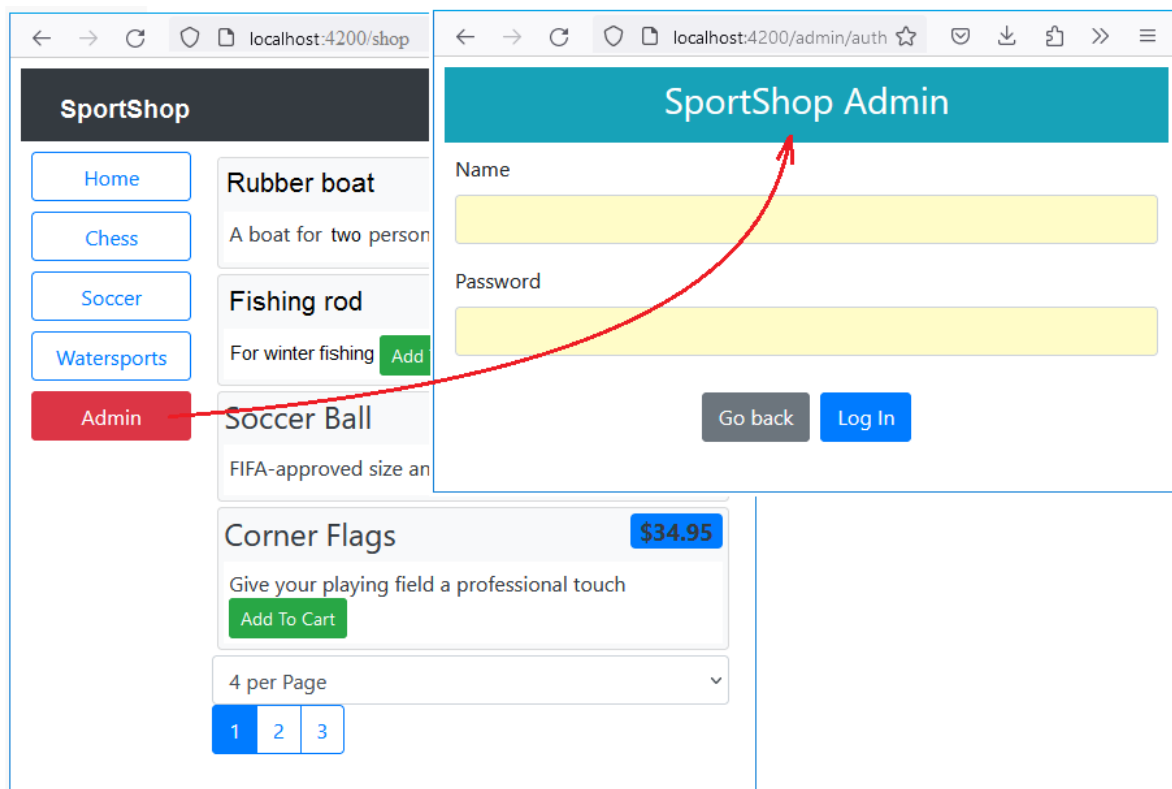 localhost:4200/shop
SportShop
Home
Chess
Soccer
Watersports
Admin
Rubber boat
A boat for two person
Fishing rod
For winter fishing Add
Soccer Ball
FIFA-approved size an
Corner Flags $34.95
Give your playing field a professional touch
Add To Cart
4 per Page
1 2 3
localhost:4200/admin/auth
SportShop Admin
Name
Password
Go back Log In